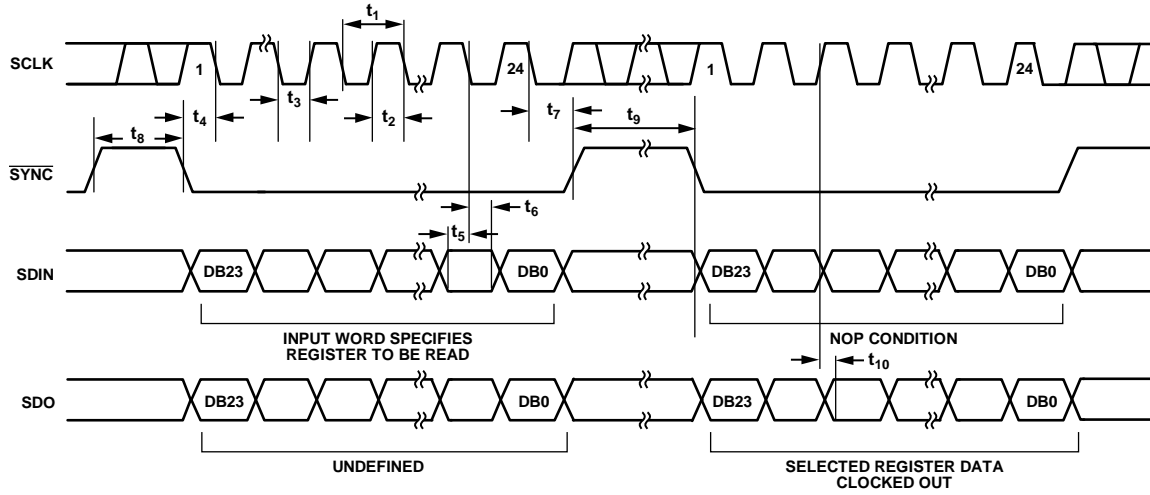 t1
SCLK
1
24
1
24
t3
t4
t2
t7
t9
t8
SYNC
t6
t5
SDIN
DB23
DB0
DB23
DB0
INPUT WORD SPECIFIES
REGISTER TO BE READ
NOP CONDITION
t10
SDO
DB23
DB0
DB23
DB0
UNDEFINED
SELECTED REGISTER DATA
CLOCKED OUT